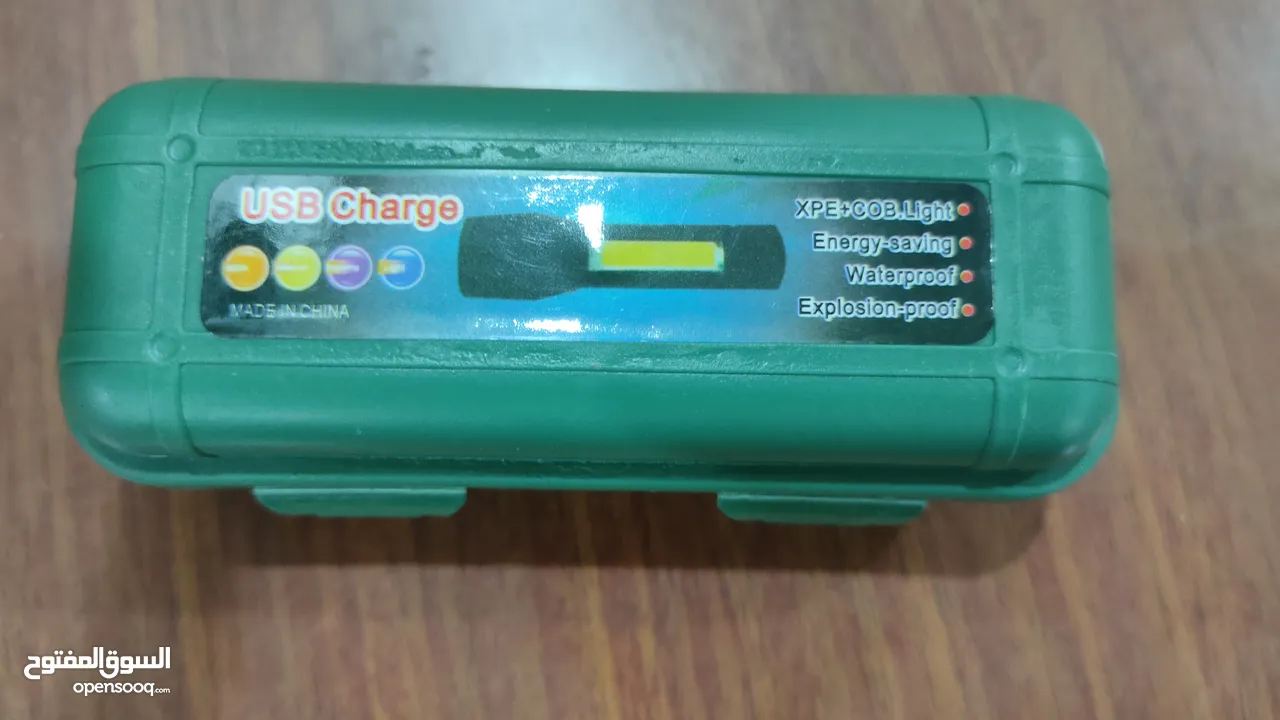 USB Charge
MADE IN CHINA
XPE+COB.Light
Energy-saving
Waterproof
Explosion-proof
السوق المفتوح
opensooq.com